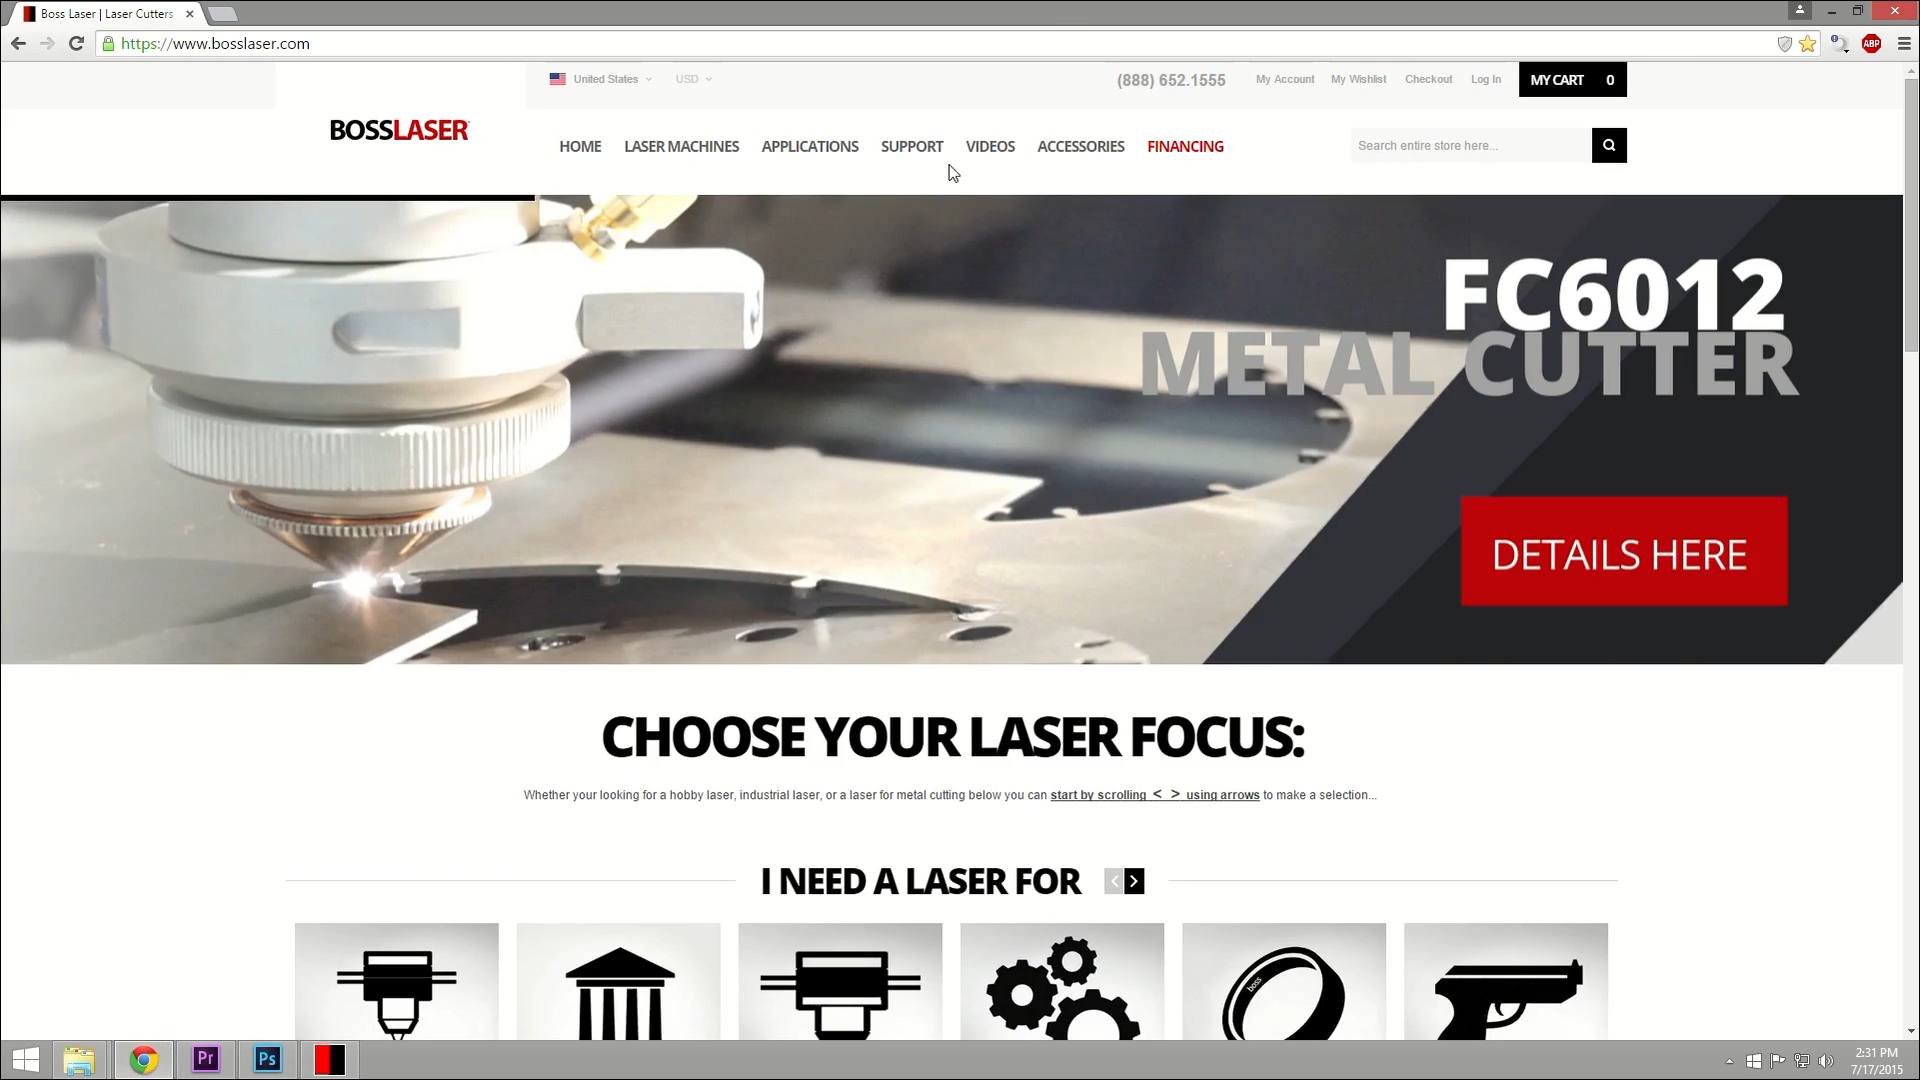 Boss Laser | Laser Cutters
https://www.bosslaser.com
ABP
United States USD (888) 652.1555 My Account My Wishlist Checkout Log In MY CART 0
BOSSLASER
HOME LASER MACHINES APPLICATIONS SUPPORT VIDEOS ACCESSORIES FINANCING
Search entire store here...
FC6012
METAL CUTTER
DETAILS HERE
CHOOSE YOUR LASER FOCUS:
Whether your looking for a hobby laser, industrial laser, or a laser for metal cutting below you can start by scrolling < > using arrows to make a selection...
I NEED A LASER FOR < >
boss
Pr Ps
2:31 PM
7/17/2015